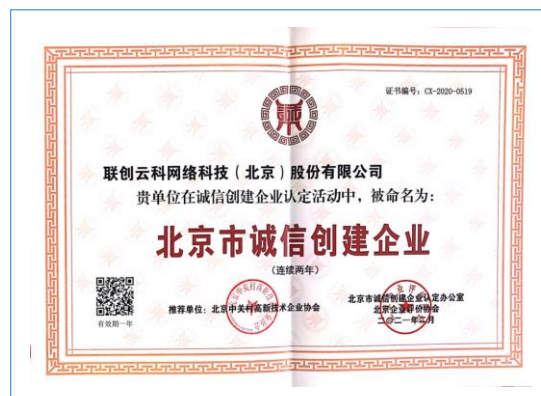 证书编号：CX-2020-0519
联创云科网络科技（北京）股份有限公司
贵单位在诚信创建企业认定活动中，被命名为：
北京市诚信创建企业
（连续两年）
有效期一年
推荐单位：北京中关村高新技术企业协会
北京市诚信创建企业认定办公室
北京企业评价协会
二〇二一年二月